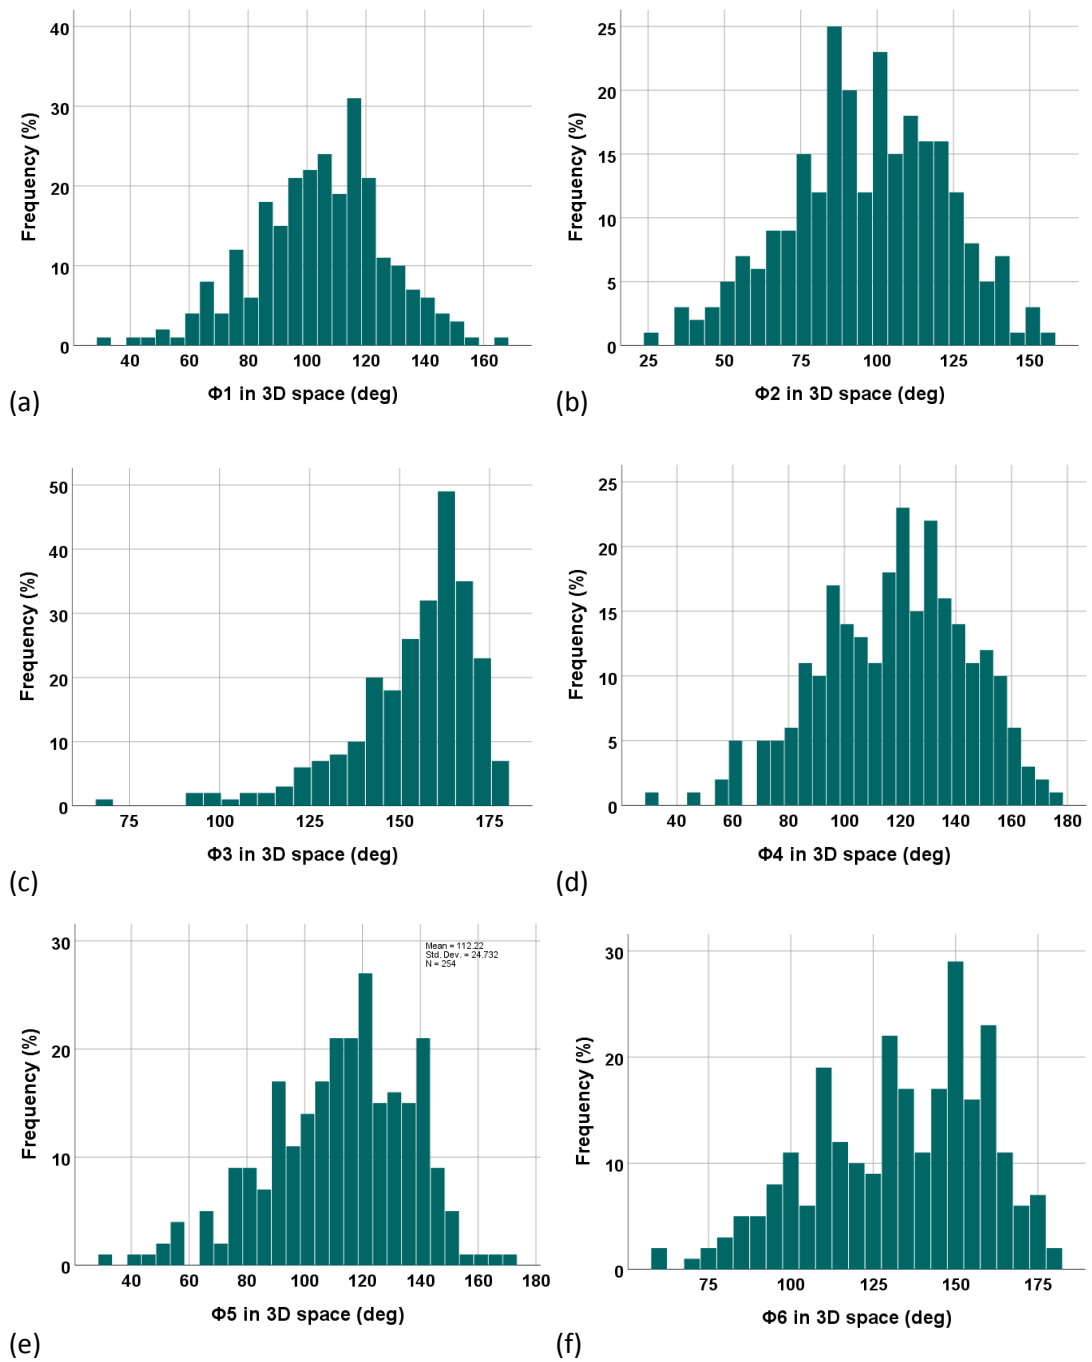 40
30
20
10
0
Frequency (%)
40 60 80 100 120 140 160
Φ1 in 3D space (deg)
(a)
25
20
15
10
5
0
Frequency (%)
25 50 75 100 125 150
Φ2 in 3D space (deg)
(b)
50
40
30
20
10
0
Frequency (%)
75 100 125 150 175
Φ3 in 3D space (deg)
(c)
25
20
15
10
5
0
Frequency (%)
40 60 80 100 120 140 160 180
Φ4 in 3D space (deg)
(d)
30
20
10
0
Frequency (%)
Mean = 112.22
Std. Dev. = 24.732
N = 254
40 60 80 100 120 140 160 180
Φ5 in 3D space (deg)
(e)
30
20
10
0
Frequency (%)
75 100 125 150 175
Φ6 in 3D space (deg)
(f)